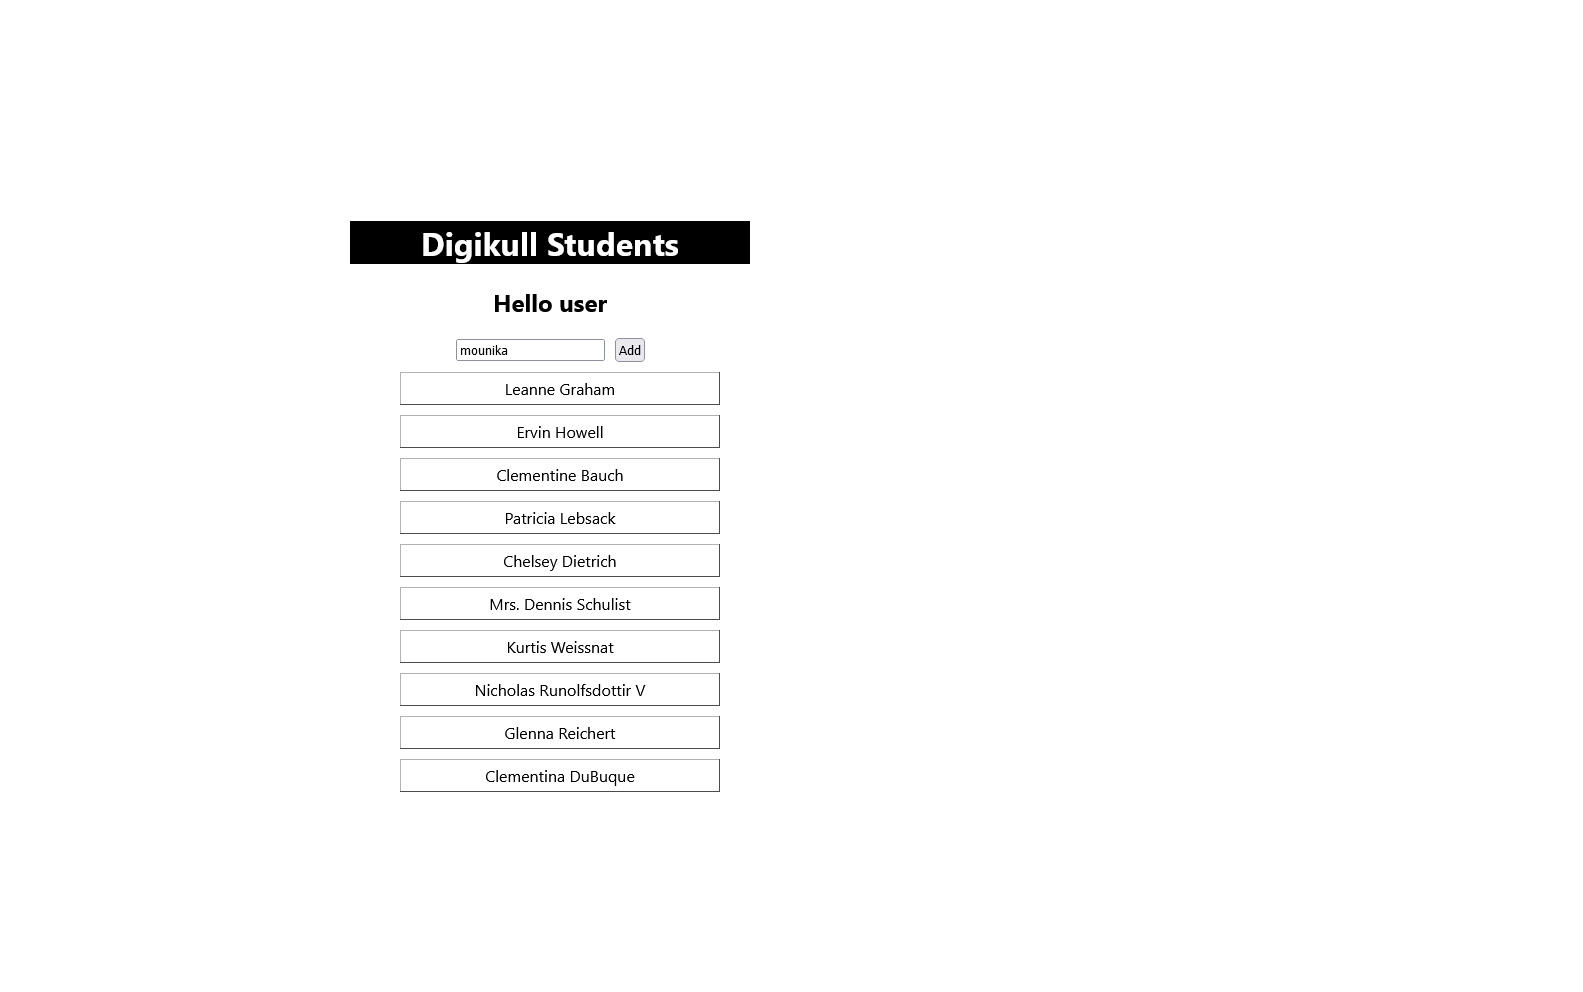 Digikull Students
Hello user
mounika Add
Leanne Graham
Ervin Howell
Clementine Bauch
Patricia Lebsack
Chelsey Dietrich
Mrs. Dennis Schulist
Kurtis Weissnat
Nicholas Runolfsdottir V
Glenna Reichert
Clementina DuBuque